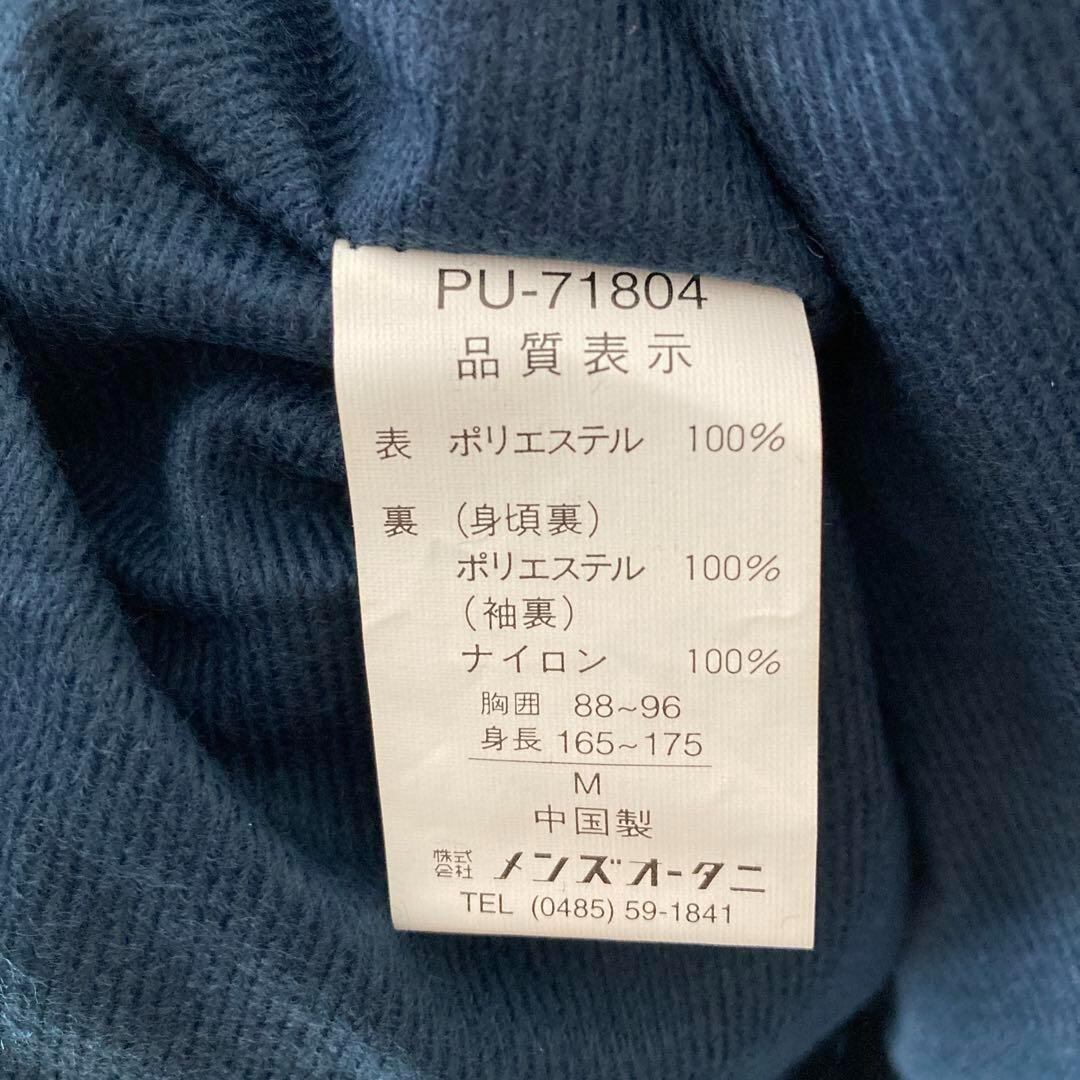 PU-71804
品質表示
表 ポリエステル 100%
裏 (身頃裏)
ポリエステル 100%
(袖裏)
ナイロン 100%
胸囲 88~96
身長 165~175
M
中国製
株式会社 メンズオータニ
TEL (0485) 59-1841